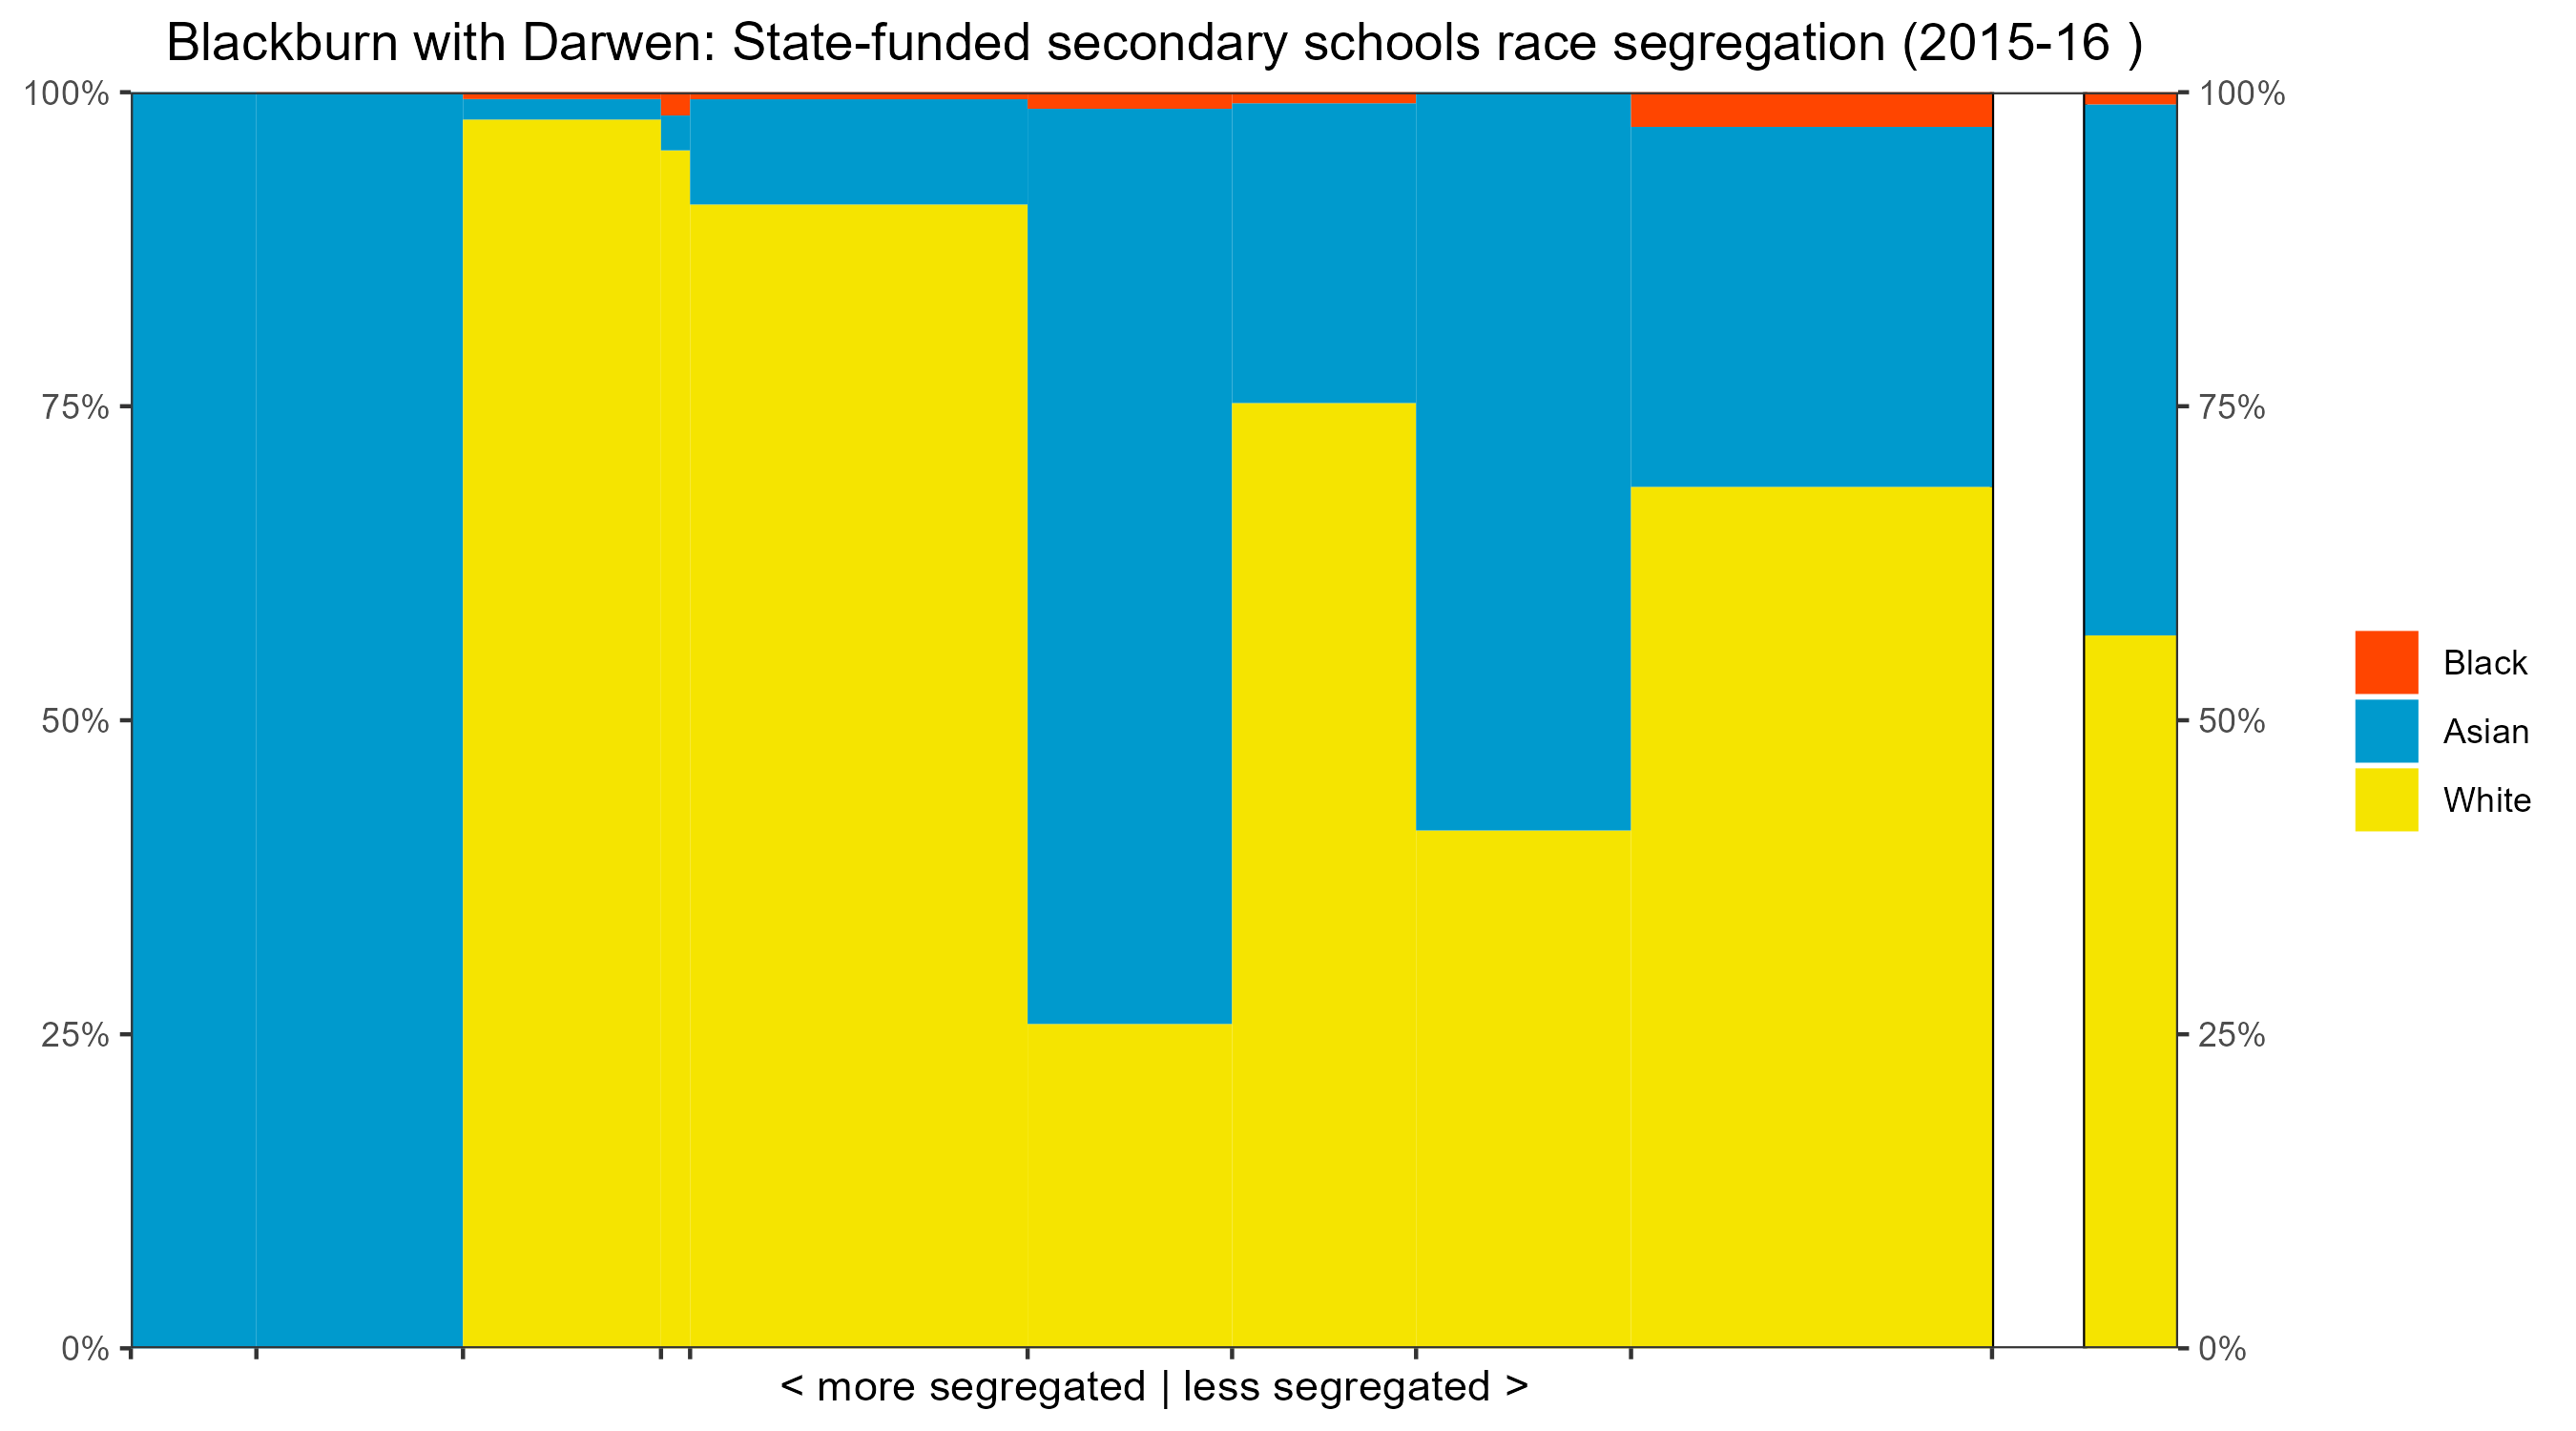 Blackburn with Darwen: State-funded secondary schools race segregation (2015-16 )
100%
75%
50%
25%
0%
100%
75%
50%
25%
0%
Black
Asian
White
< more segregated | less segregated >